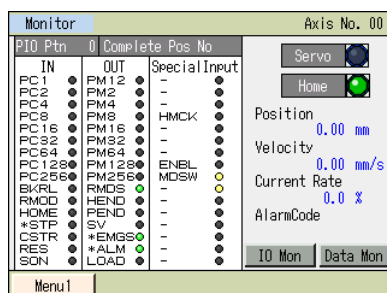 Monitor Axis No. 00
PIO Ptn 0 Complete Pos No
IN OUT SpecialInput
PC1 PM12 -
PC2 PM2 -
PC4 PM4 -
PC8 PM8 HMCK
PC16 PM16 -
PC32 PM32 -
PC64 PM64 -
PC128 PM128 ENBL
PC256 PM256 MDSW
BKRL RMDS -
RMOD HEND -
HOME PEND -
*STP SV -
CSTR *EMGS -
RES *ALM -
SON LOAD -
Servo
Home
Position
0.00 mm
Velocity
0.00 mm/s
Current Rate
0.0 %
AlarmCode
IO Mon Data Mon
Menu1